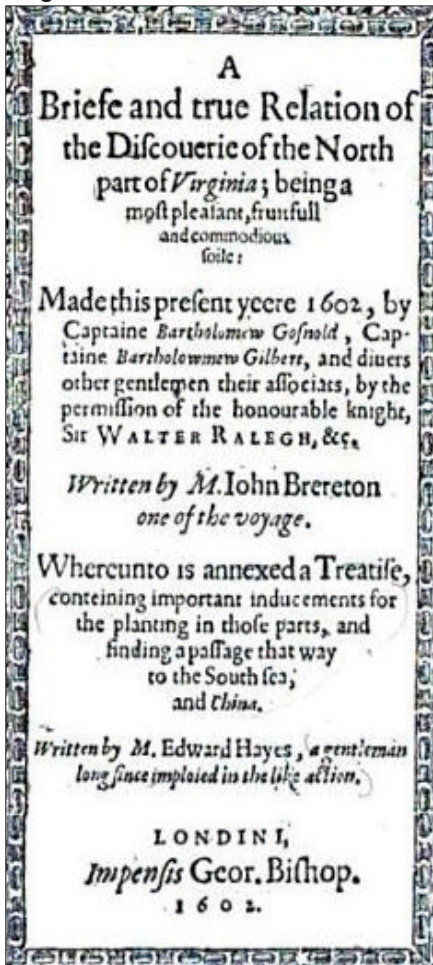 A
Briefe and true Relation of
the Diſcouerie of the North
part of Virginia; being a
moſt pleaſant, fruitfull
and commodious
ſoile:
Made this preſent yeere 1602, by
Captaine Bartholomew Goſnold, Cap-
taine Bartholowmew Gilbert, and diuers
other gentlemen their aſſociats, by the
permiſſion of the honourable knight,
Sir WALTER RALEGH, &c.
Written by M. Iohn Brereton
one of the voyage.
Whereunto is annexed a Treatiſe,
conteining important inducements for
the planting in thoſe parts, and
finding a paſſage that way
to the South ſea,
and China.
Written by M. Edward Hayes, a gentleman
long ſince imploied in the like action.
LONDINI,
Impenſis Geor. Biſhop.
1602.